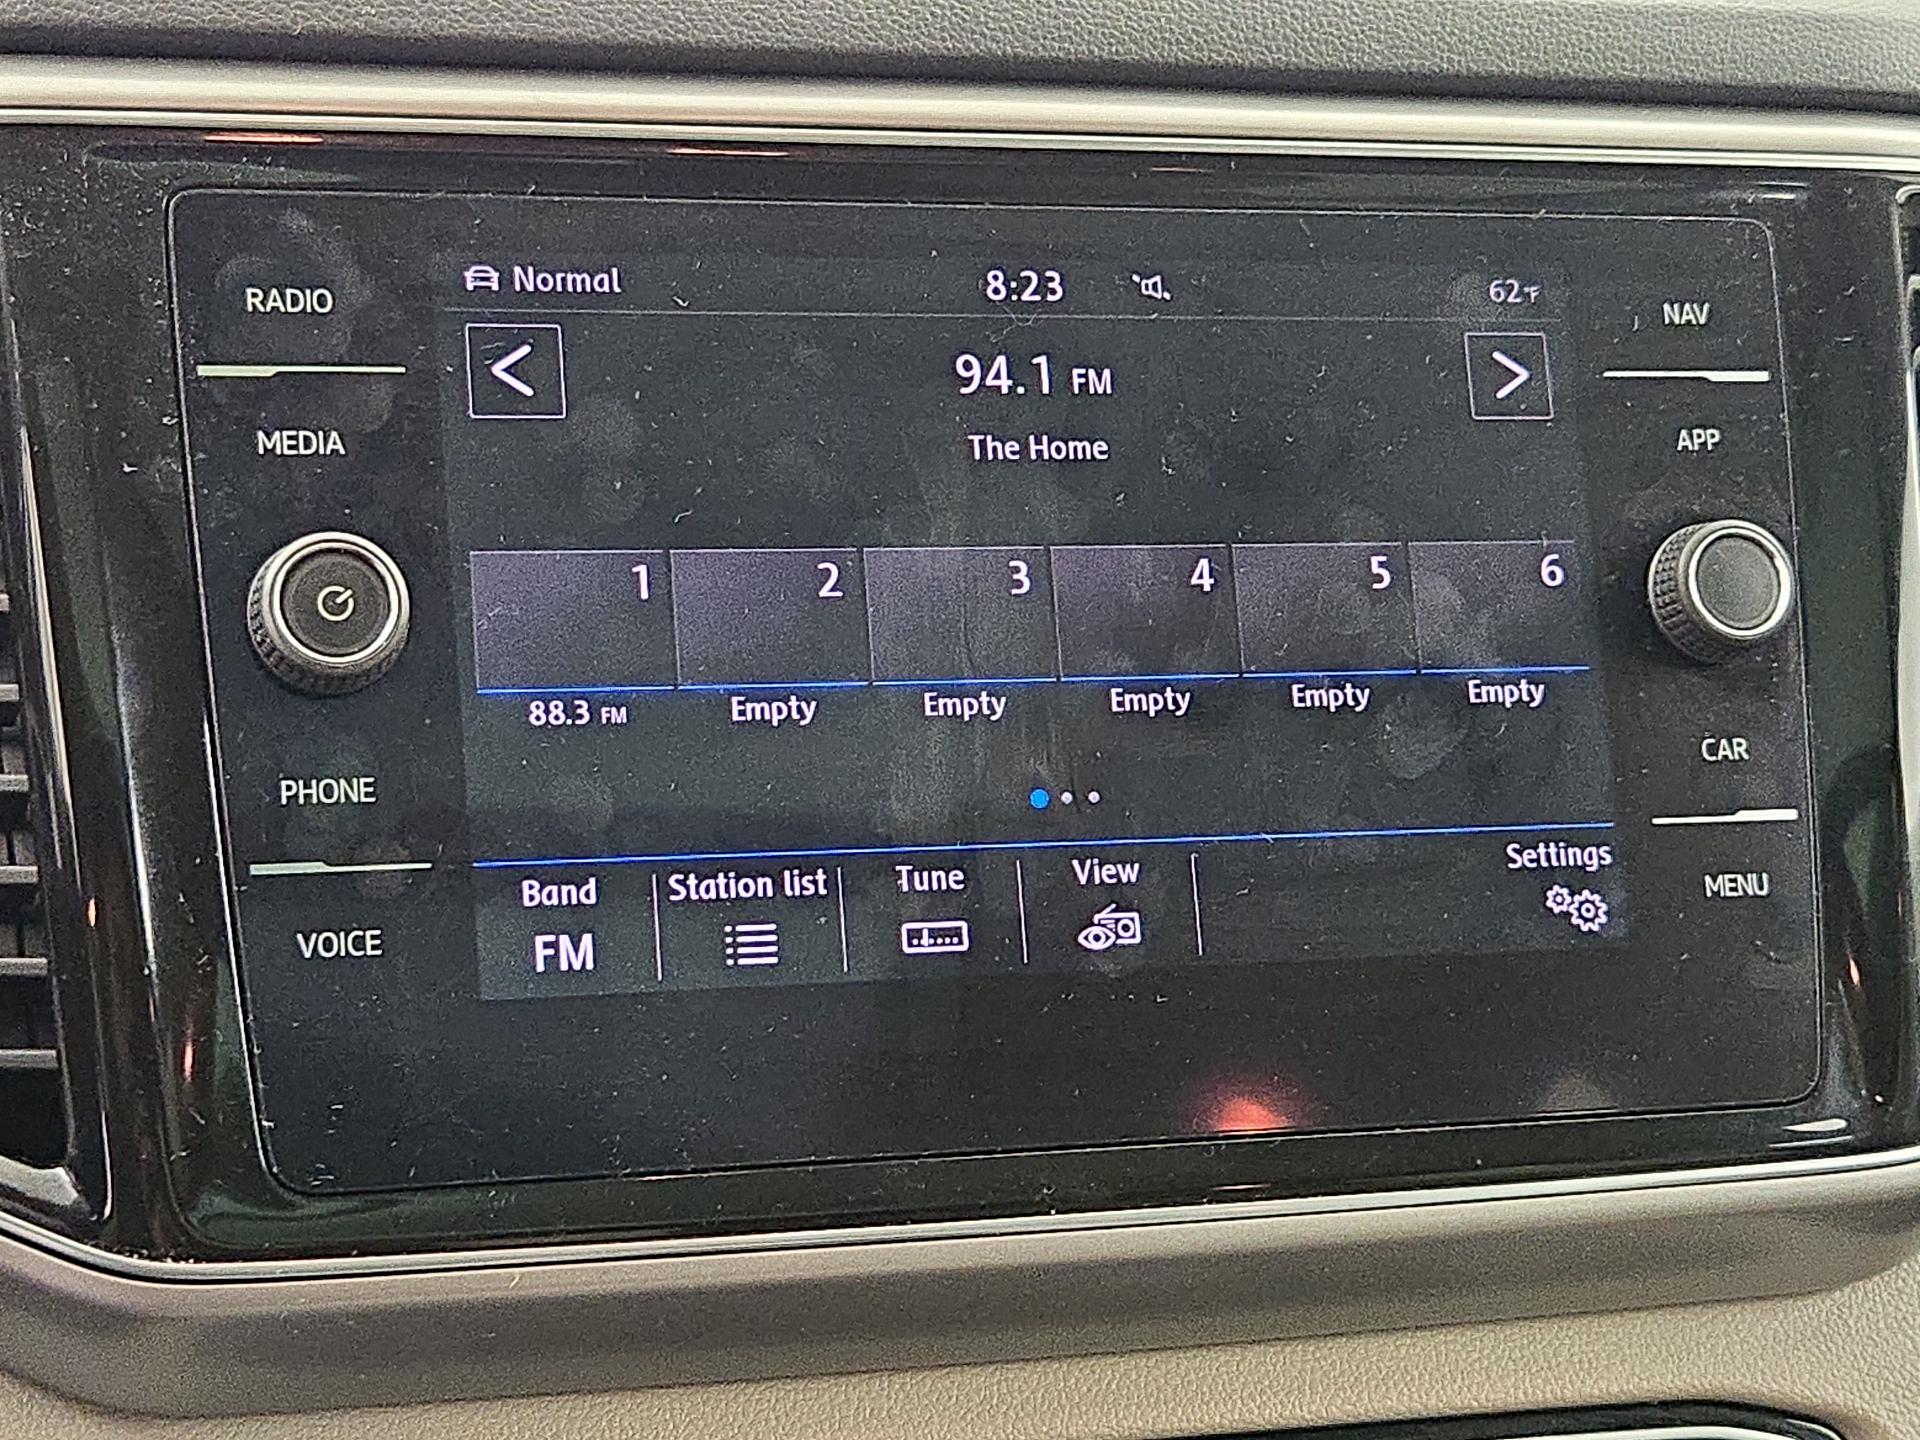 RADIO
MEDIA
PHONE
VOICE
Normal
8:23
62°F
94.1 FM
The Home
1
2
3
4
5
6
88.3 FM
Empty
Empty
Empty
Empty
Empty
Band
FM
Station list
Tune
View
Settings
NAV
APP
CAR
MENU